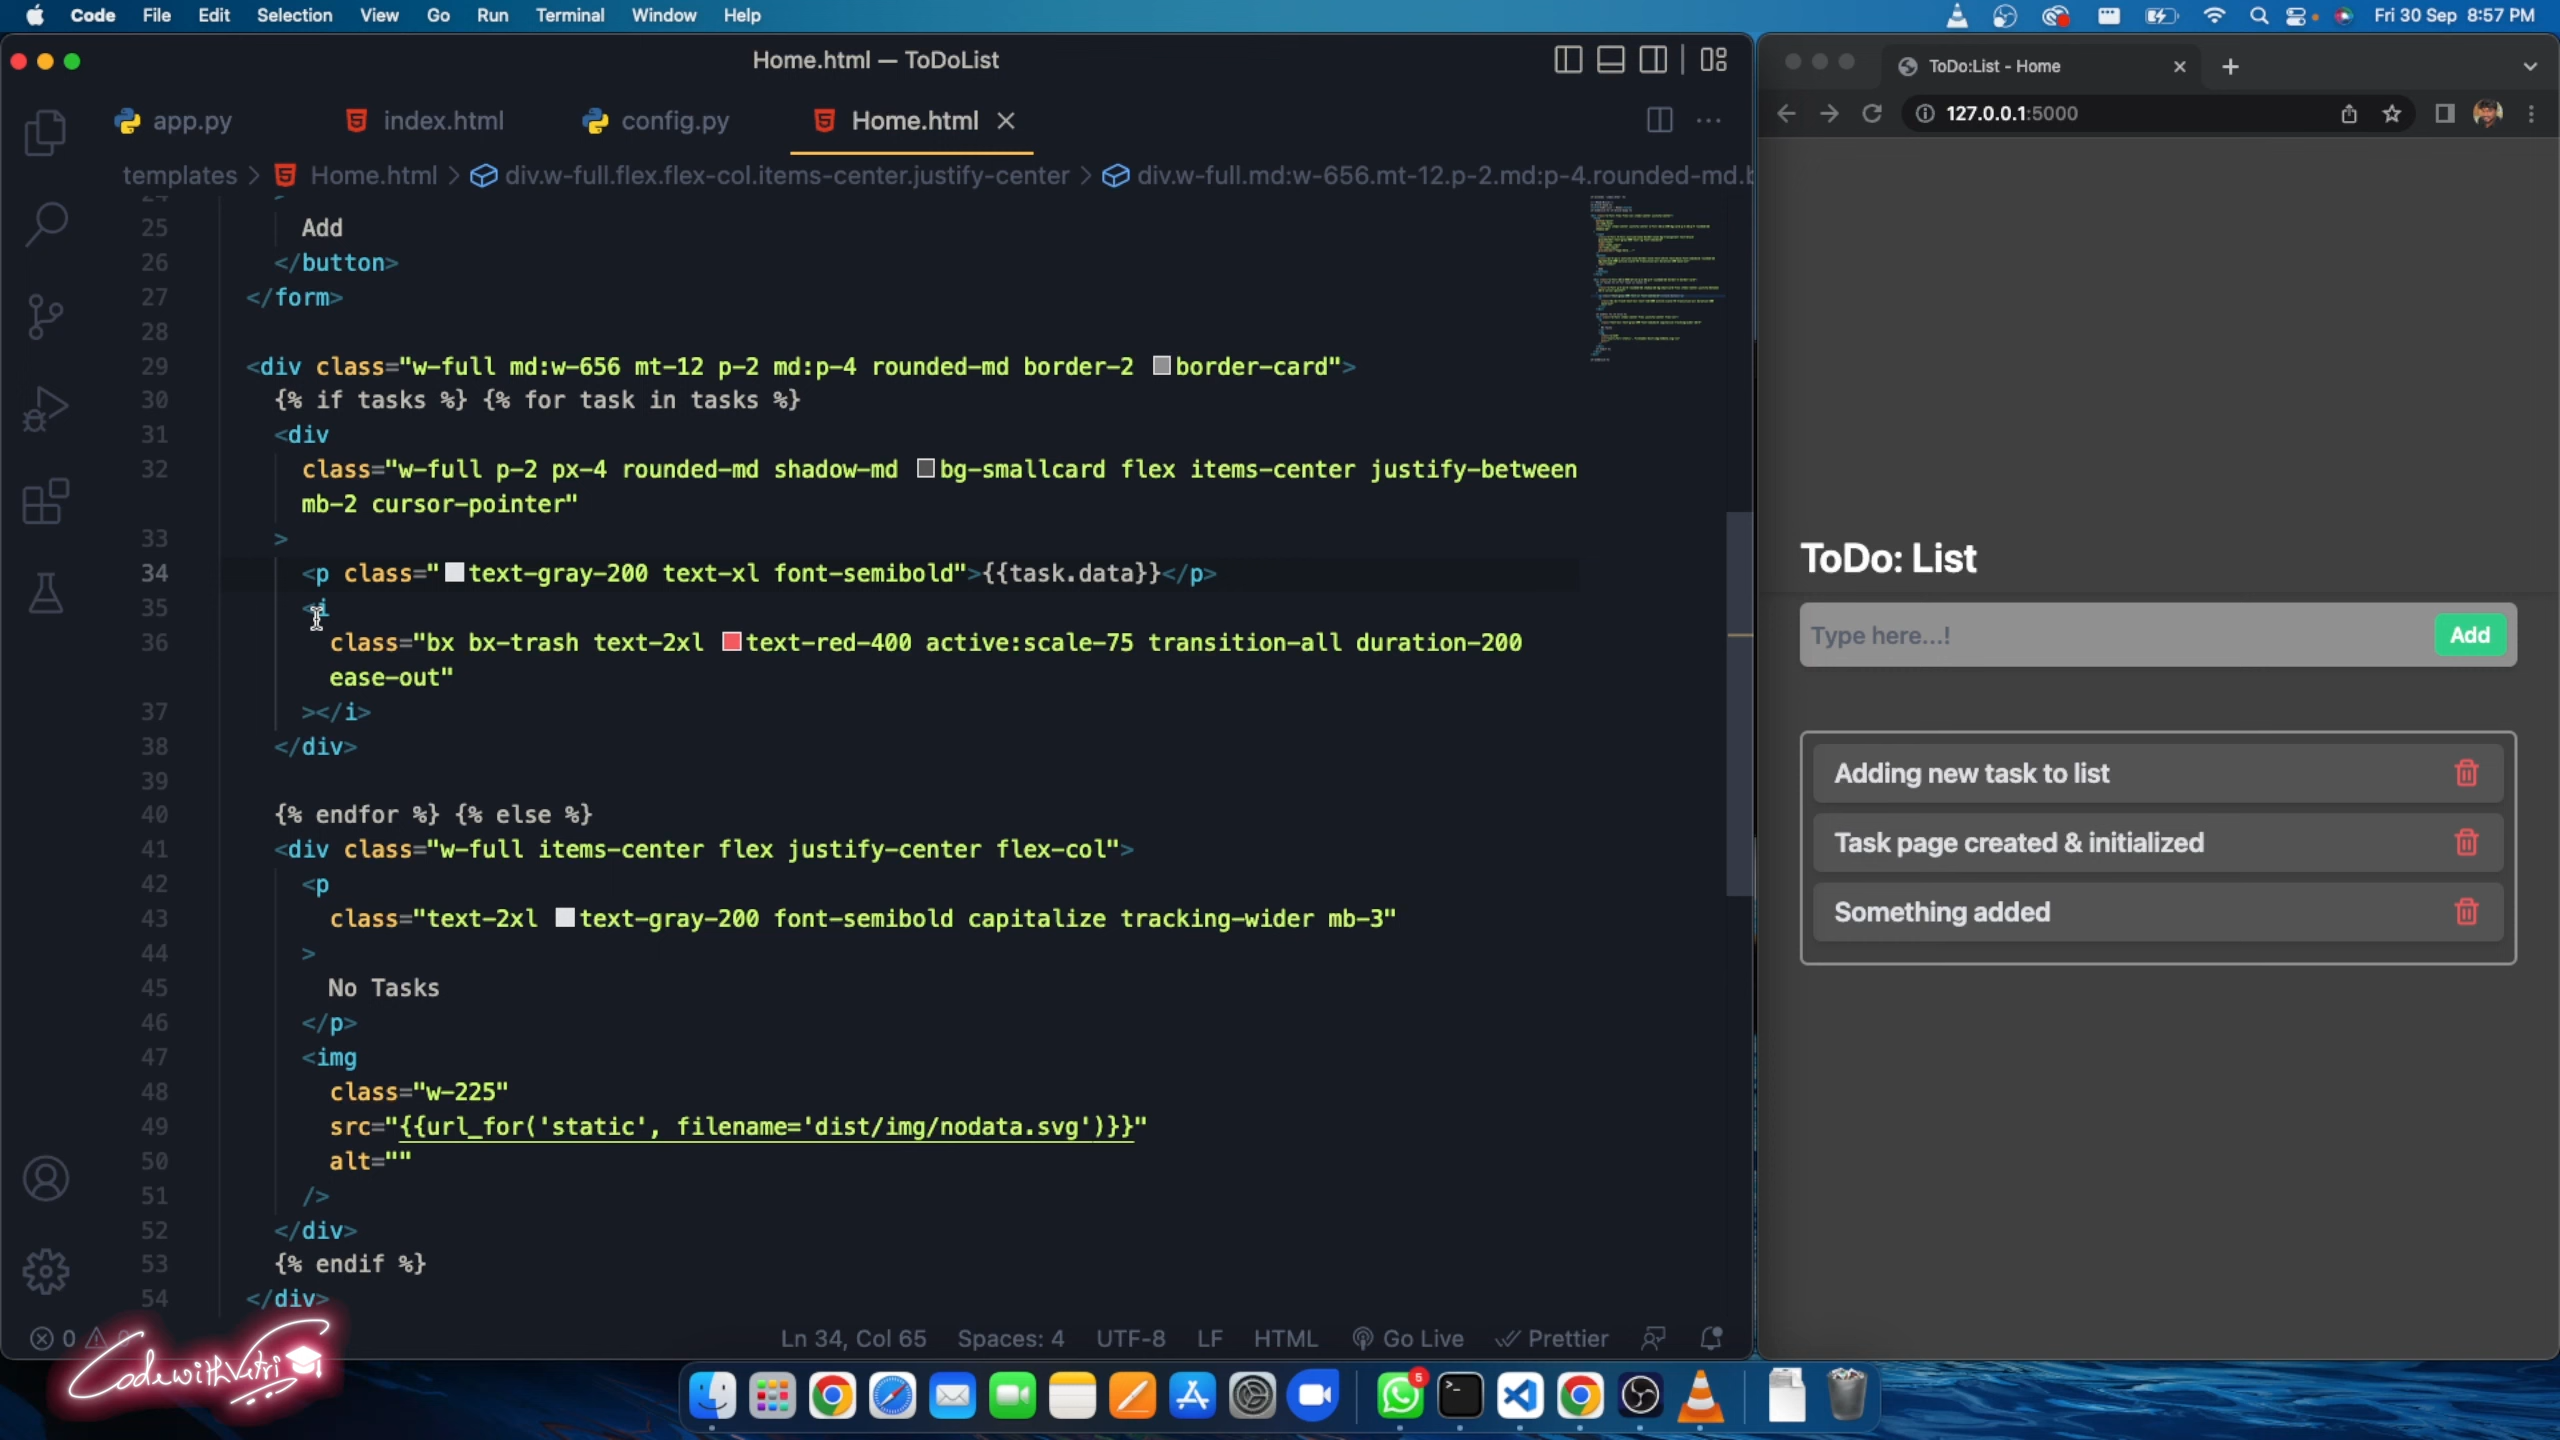 Code File Edit Selection View Go Run Terminal Window Help
Fri 30 Sep 8:57 PM
Home.html — ToDoList
app.py index.html config.py Home.html
templates > Home.html > div.w-full.flex.flex-col.items-center.justify-center > div.w-full.md:w-656.mt-12.p-2.md:p-4.rounded-md.b
24 >
25 Add
26 </button>
27 </form>
28
29 <div class="w-full md:w-656 mt-12 p-2 md:p-4 rounded-md border-2 border-card">
30 {% if tasks %} {% for task in tasks %}
31 <div
32 class="w-full p-2 px-4 rounded-md shadow-md bg-smallcard flex items-center justify-between
mb-2 cursor-pointer"
33 >
34 <p class="text-gray-200 text-xl font-semibold">{{task.data}}</p>
35 <i
36 class="bx bx-trash text-2xl text-red-400 active:scale-75 transition-all duration-200
ease-out"
37 ></i>
38 </div>
39
40 {% endfor %} {% else %}
41 <div class="w-full items-center flex justify-center flex-col">
42 <p
43 class="text-2xl text-gray-200 font-semibold capitalize tracking-wider mb-3"
44 >
45 No Tasks
46 </p>
47 <img
48 class="w-225"
49 src="{{url_for('static', filename='dist/img/nodata.svg')}}"
50 alt=""
51 />
52 </div>
53 {% endif %}
54 </div>
0
Ln 34, Col 65 Spaces: 4 UTF-8 LF HTML Go Live Prettier
CodewithVetri
ToDo:List - Home
127.0.0.1:5000
ToDo: List
Type here...!
Add
Adding new task to list
Task page created & initialized
Something added
5